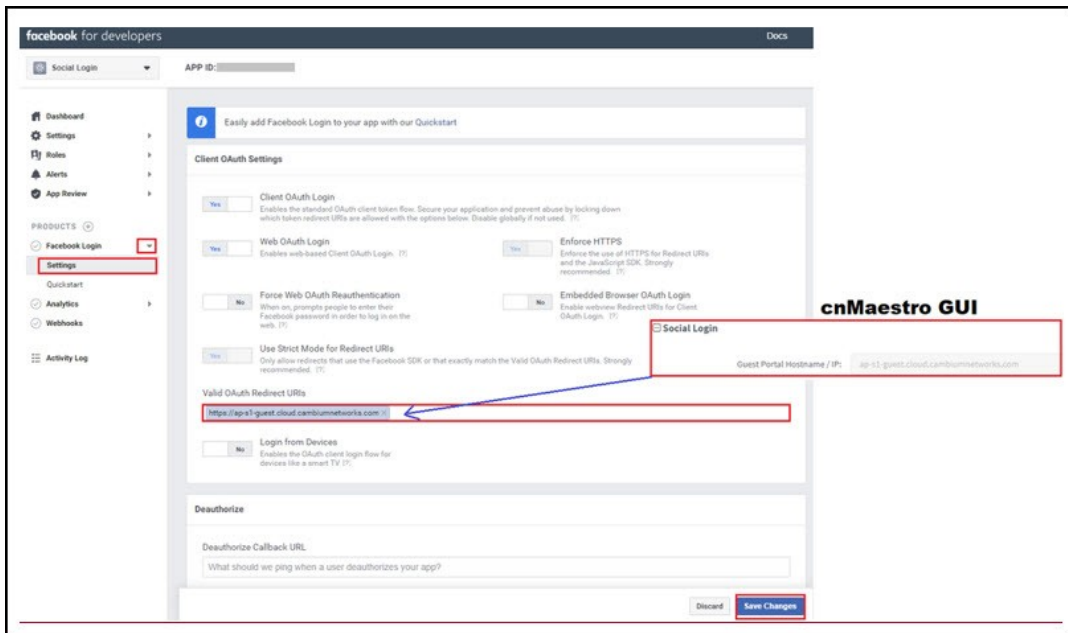 facebook for developers
Docs
Social Login
APP ID:
Dashboard
Settings
Roles
Alerts
App Review
PRODUCTS
Facebook Login
Settings
Quickstart
Analytics
Webhooks
Activity Log
Easily add Facebook Login to your app with our Quickstart
Client OAuth Settings
Yes
Client OAuth Login
Enables the standard OAuth client token flow. Secure your application and prevent abuse by locking down
which token redirect URIs are allowed with the options below. Disable globally if not used. [?]
Yes
Web OAuth Login
Enables web-based Client OAuth Login. [?]
Yes
Enforce HTTPS
Enforce the use of HTTPS for Redirect URIs
and the JavaScript SDK. Strongly
recommended. [?]
No
Force Web OAuth Reauthentication
When on, prompts people to enter their
Facebook password in order to log in on the
web. [?]
No
Embedded Browser OAuth Login
Enable webview Redirect URIs for Client
OAuth Login. [?]
Yes
Use Strict Mode for Redirect URIs
Only allow redirects that use the Facebook SDK or that exactly match the Valid OAuth Redirect URIs. Strongly
recommended. [?]
Valid OAuth Redirect URIs
https://ap-s1-guest.cloud.cambiumnetworks.com ×
No
Login from Devices
Enables the OAuth client login flow for
devices like a smart TV [?]
Deauthorize
Deauthorize Callback URL
What should we ping when a user deauthorizes your app?
Discard
Save Changes
cnMaestro GUI
Social Login
Guest Portal Hostname / IP:
ap-s1-guest.cloud.cambiumnetworks.com